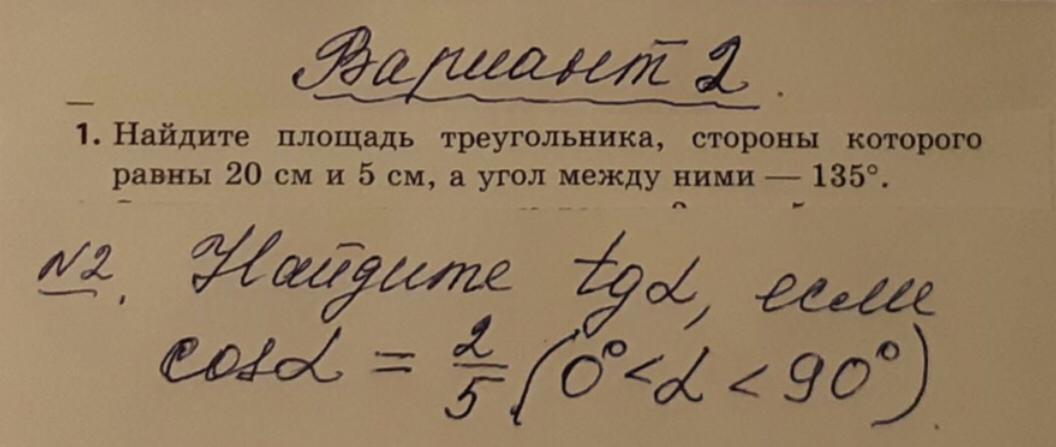 Вариант 2.
1. Найдите площадь треугольника, стороны которого
равны 20 см и 5 см, а угол между ними — 135°.
№2. Найдите tgα, если
cosα = 2/5 (0° < α < 90°).